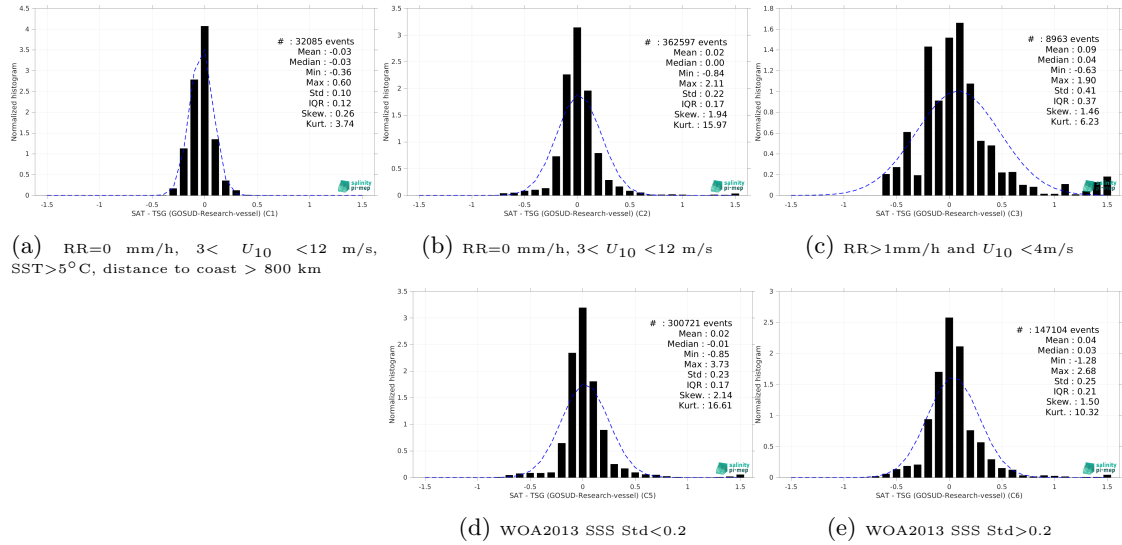 4.5
4
3.5
3
2.5
2
1.5
1
0.5
0
Normalized histogram
# : 32085 events
Mean : -0.03
Median : -0.03
Min : -0.36
Max : 0.60
Std : 0.10
IQR : 0.12
Skew. : 0.26
Kurt. : 3.74
salinity
pi-mep
-1.5 -1 -0.5 0 0.5 1 1.5
SAT - TSG (GOSUD-Research-vessel) (C1)
(a) RR=0 mm/h, 3< U10 <12 m/s,
SST>5°C, distance to coast > 800 km
3.5
3
2.5
2
1.5
1
0.5
0
Normalized histogram
# : 362597 events
Mean : 0.02
Median : 0.00
Min : -0.84
Max : 2.11
Std : 0.22
IQR : 0.17
Skew. : 1.94
Kurt. : 15.97
salinity
pi-mep
-1.5 -1 -0.5 0 0.5 1 1.5
SAT - TSG (GOSUD-Research-vessel) (C2)
(b) RR=0 mm/h, 3< U10 <12 m/s
1.8
1.6
1.4
1.2
1
0.8
0.6
0.4
0.2
0
Normalized histogram
# : 8963 events
Mean : 0.09
Median : 0.04
Min : -0.63
Max : 1.90
Std : 0.41
IQR : 0.37
Skew. : 1.46
Kurt. : 6.23
salinity
pi-mep
-1.5 -1 -0.5 0 0.5 1 1.5
SAT - TSG (GOSUD-Research-vessel) (C3)
(c) RR>1mm/h and U10 <4m/s
3.5
3
2.5
2
1.5
1
0.5
0
Normalized histogram
# : 300721 events
Mean : 0.02
Median : -0.01
Min : -0.85
Max : 3.73
Std : 0.23
IQR : 0.17
Skew. : 2.14
Kurt. : 16.61
salinity
pi-mep
-1.5 -1 -0.5 0 0.5 1 1.5
SAT - TSG (GOSUD-Research-vessel) (C5)
(d) WOA2013 SSS Std<0.2
3
2.5
2
1.5
1
0.5
0
Normalized histogram
# : 147104 events
Mean : 0.04
Median : 0.03
Min : -1.28
Max : 2.68
Std : 0.25
IQR : 0.21
Skew. : 1.50
Kurt. : 10.32
salinity
pi-mep
-1.5 -1 -0.5 0 0.5 1 1.5
SAT - TSG (GOSUD-Research-vessel) (C6)
(e) WOA2013 SSS Std>0.2